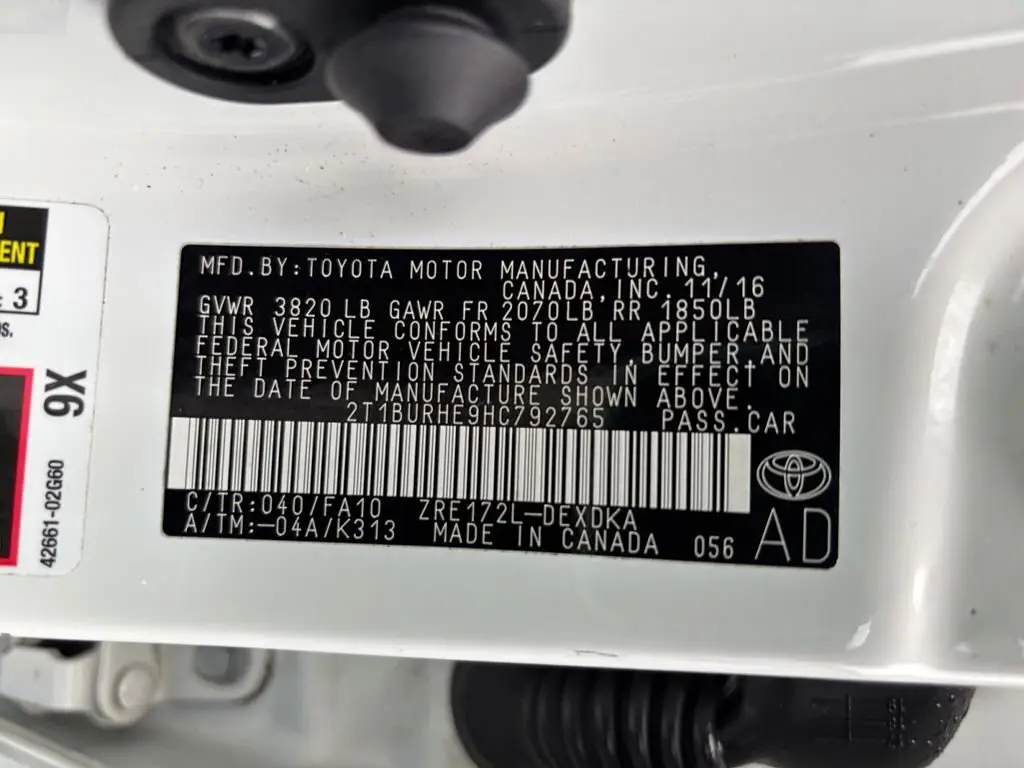 ENT
3
9X
42661-02G60
MFD.BY:TOYOTA MOTOR MANUFACTURING,
CANADA,INC. 11/16
GVWR 3820 LB GAWR FR 2070LB RR 1850LB
THIS VEHICLE CONFORMS TO ALL APPLICABLE
FEDERAL MOTOR VEHICLE SAFETY,BUMPER,AND
THEFT PREVENTION STANDARDS IN EFFECT ON
THE DATE OF MANUFACTURE SHOWN ABOVE.
2T1BURHE9HC792765 PASS.CAR
C/TR:040/FA10 ZRE172L-DEXDKA
A/TM:-04A/K313 MADE IN CANADA 056 AD